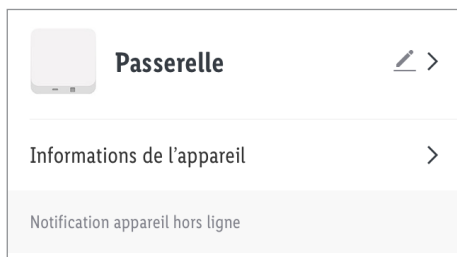 Passerelle
Informations de l'appareil
Notification appareil hors ligne